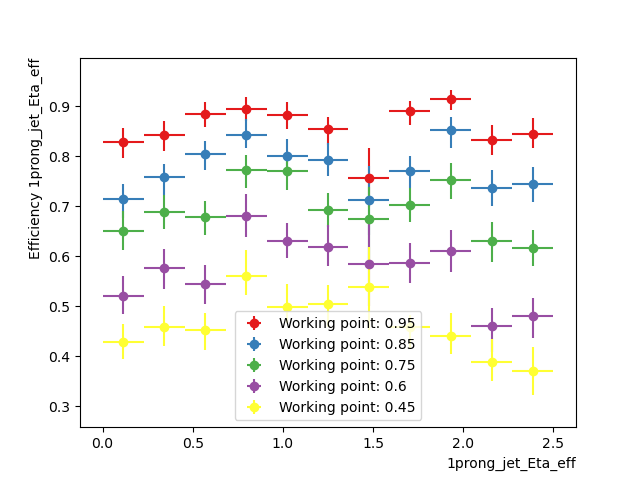 Efficiency 1prong_jet_Eta_eff
0.9
0.8
0.7
0.6
0.5
0.4
0.3
Working point: 0.95
Working point: 0.85
Working point: 0.75
Working point: 0.6
Working point: 0.45
0.0 0.5 1.0 1.5 2.0 2.5
1prong_jet_Eta_eff